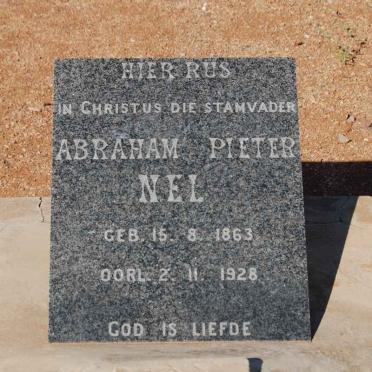 HIER RUS
IN CHRISTUS DIE STAMVADER
ABRAHAM PIETER
NEL
GEB. 15. 8. 1863
OORL. 2. 11. 1928
GOD IS LIEFDE